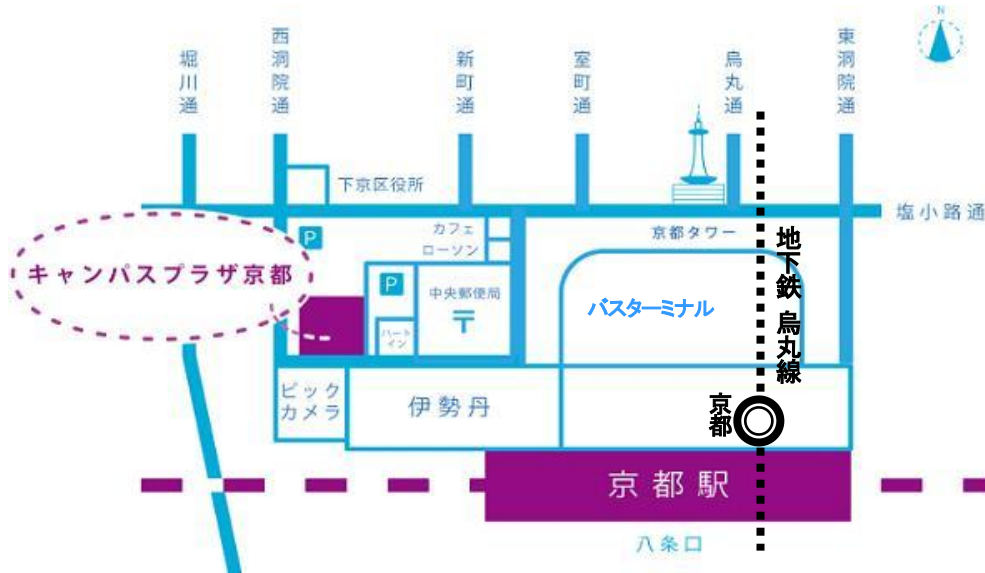 N
堀川通
西洞院通
新町通
室町通
烏丸通
東洞院通
下京区役所
塩小路通
P
カフェ
ローソン
京都タワー
キャンパスプラザ京都
P
中央郵便局
〒
ハート
イン
バスターミナル
地下鉄 烏丸線
ビック
カメラ
伊勢丹
京都
京都駅
八条口